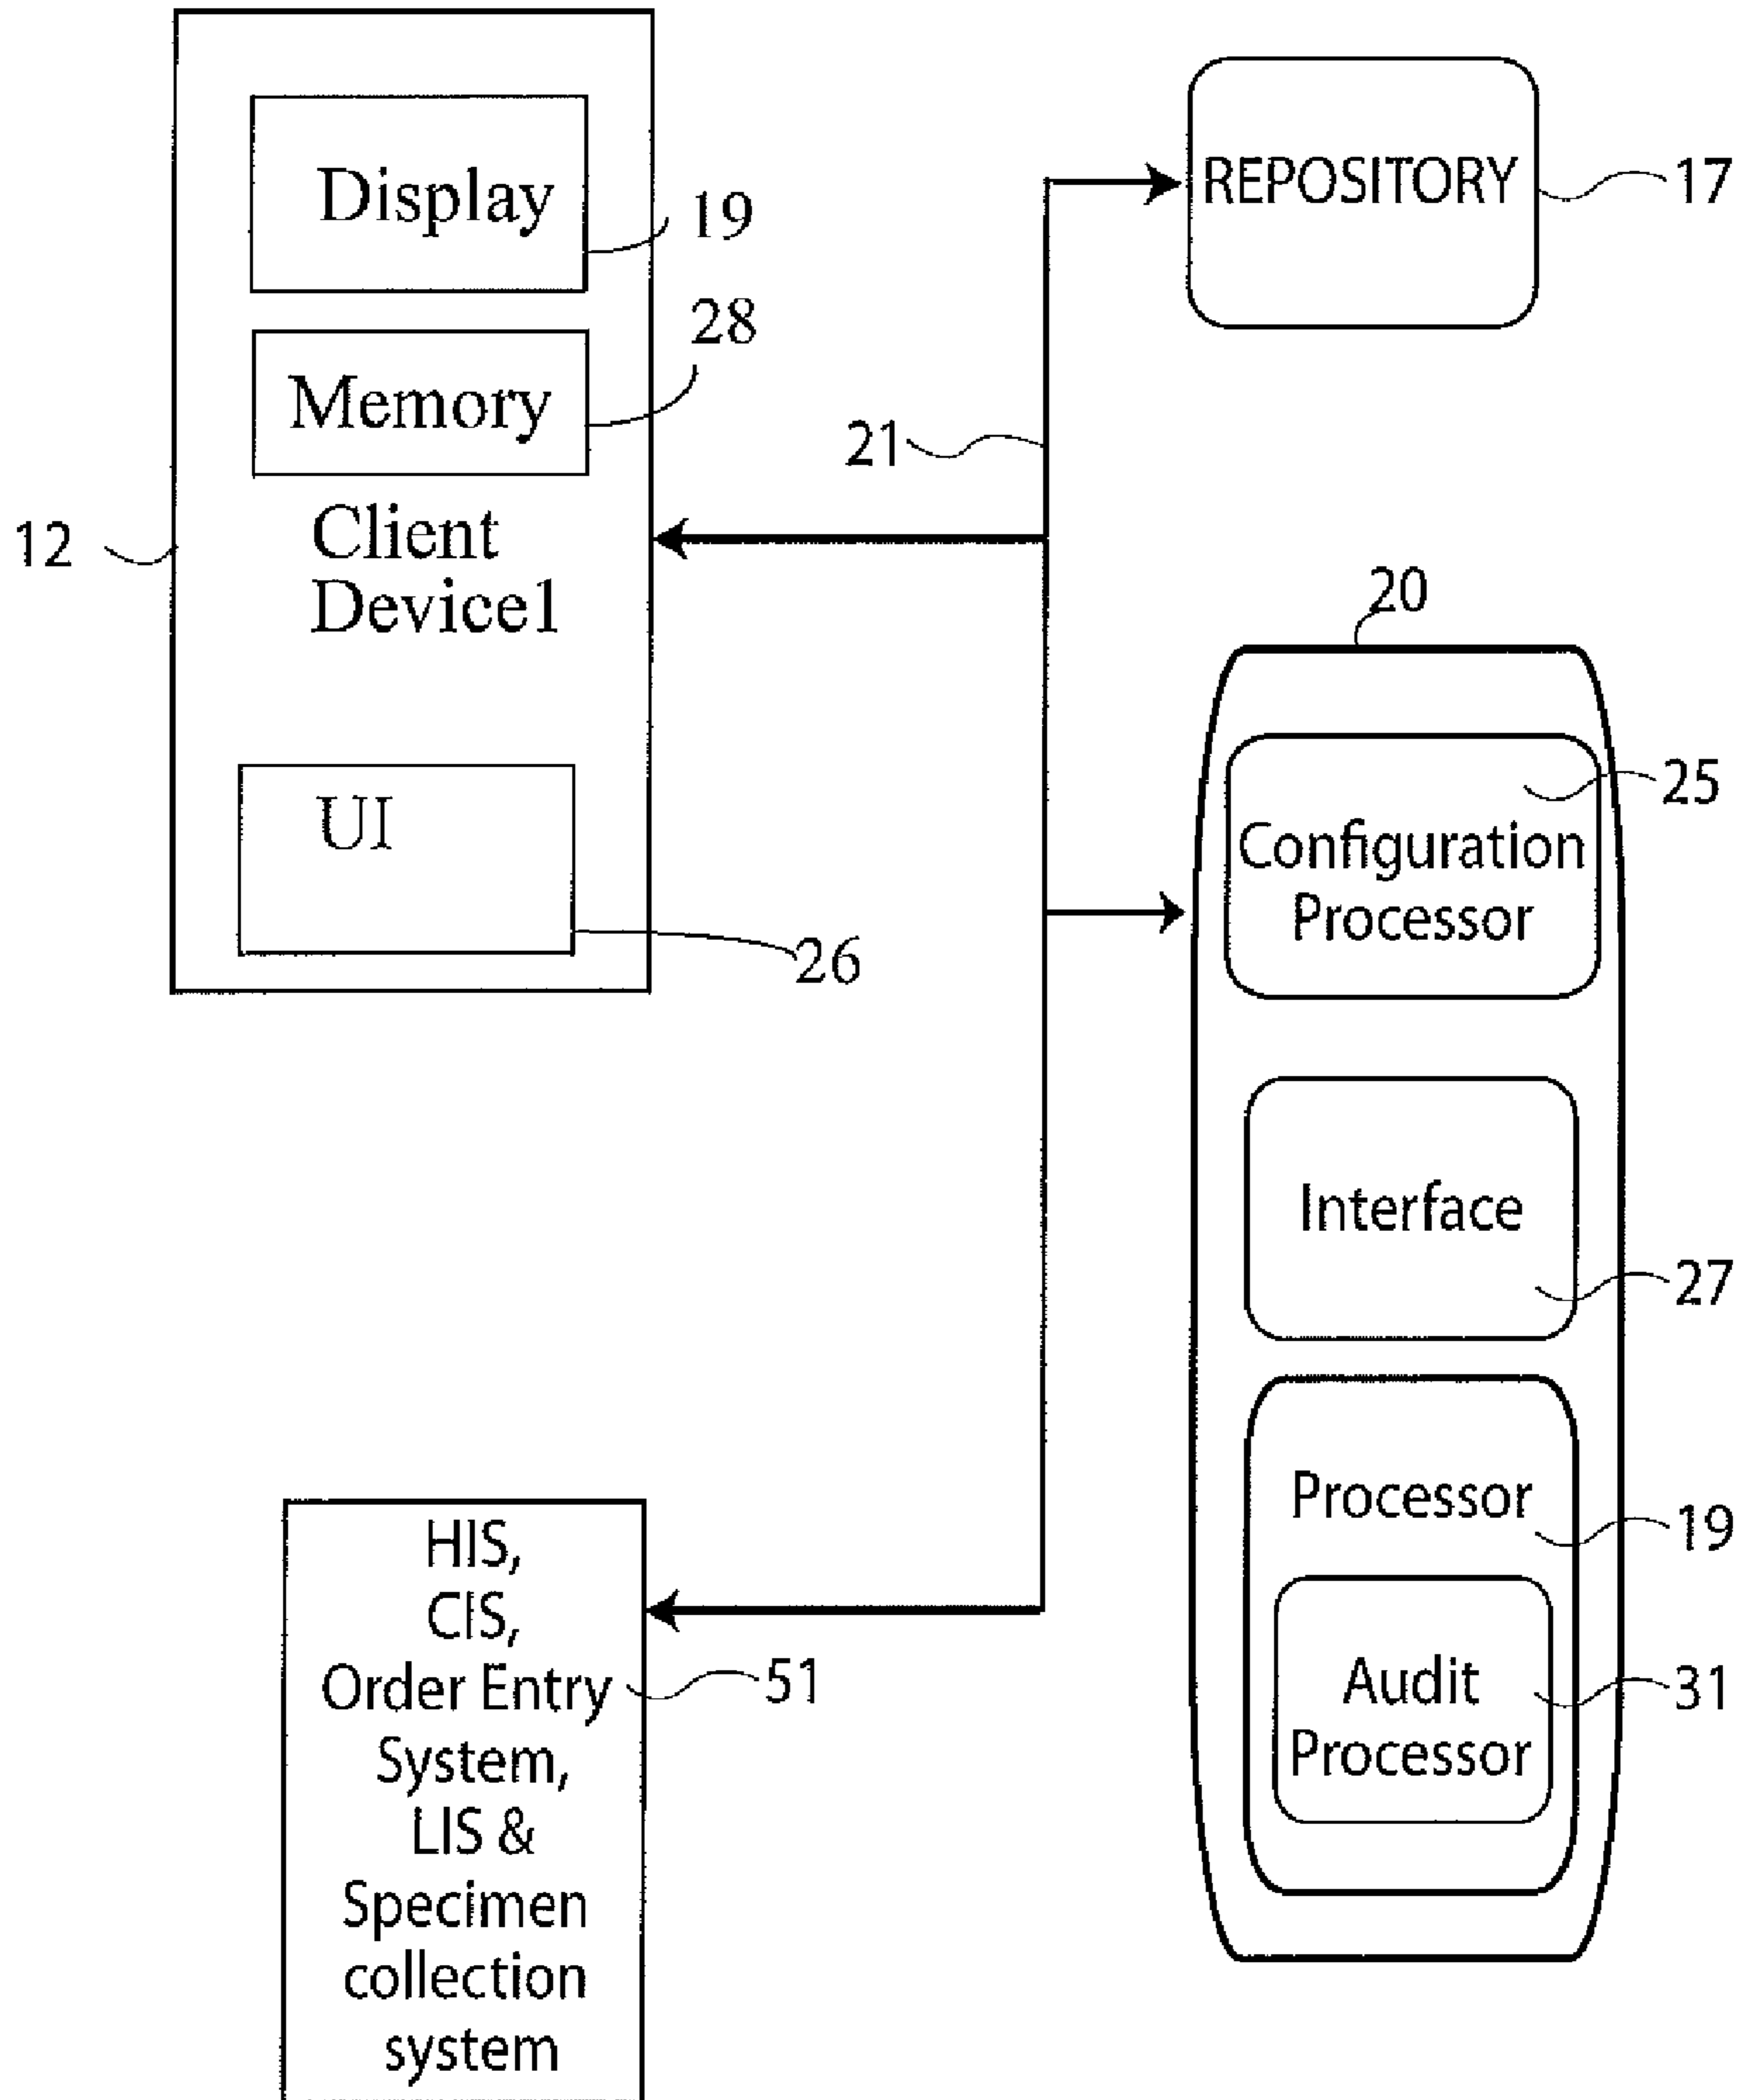 Display
19
Memory
28
Client
Device1
12
UI
26
REPOSITORY
17
21
20
25
Configuration
Processor
Interface
27
Processor
19
Audit
Processor
31
HIS,
CIS,
Order Entry
51
System,
LIS &
Specimen
collection
system